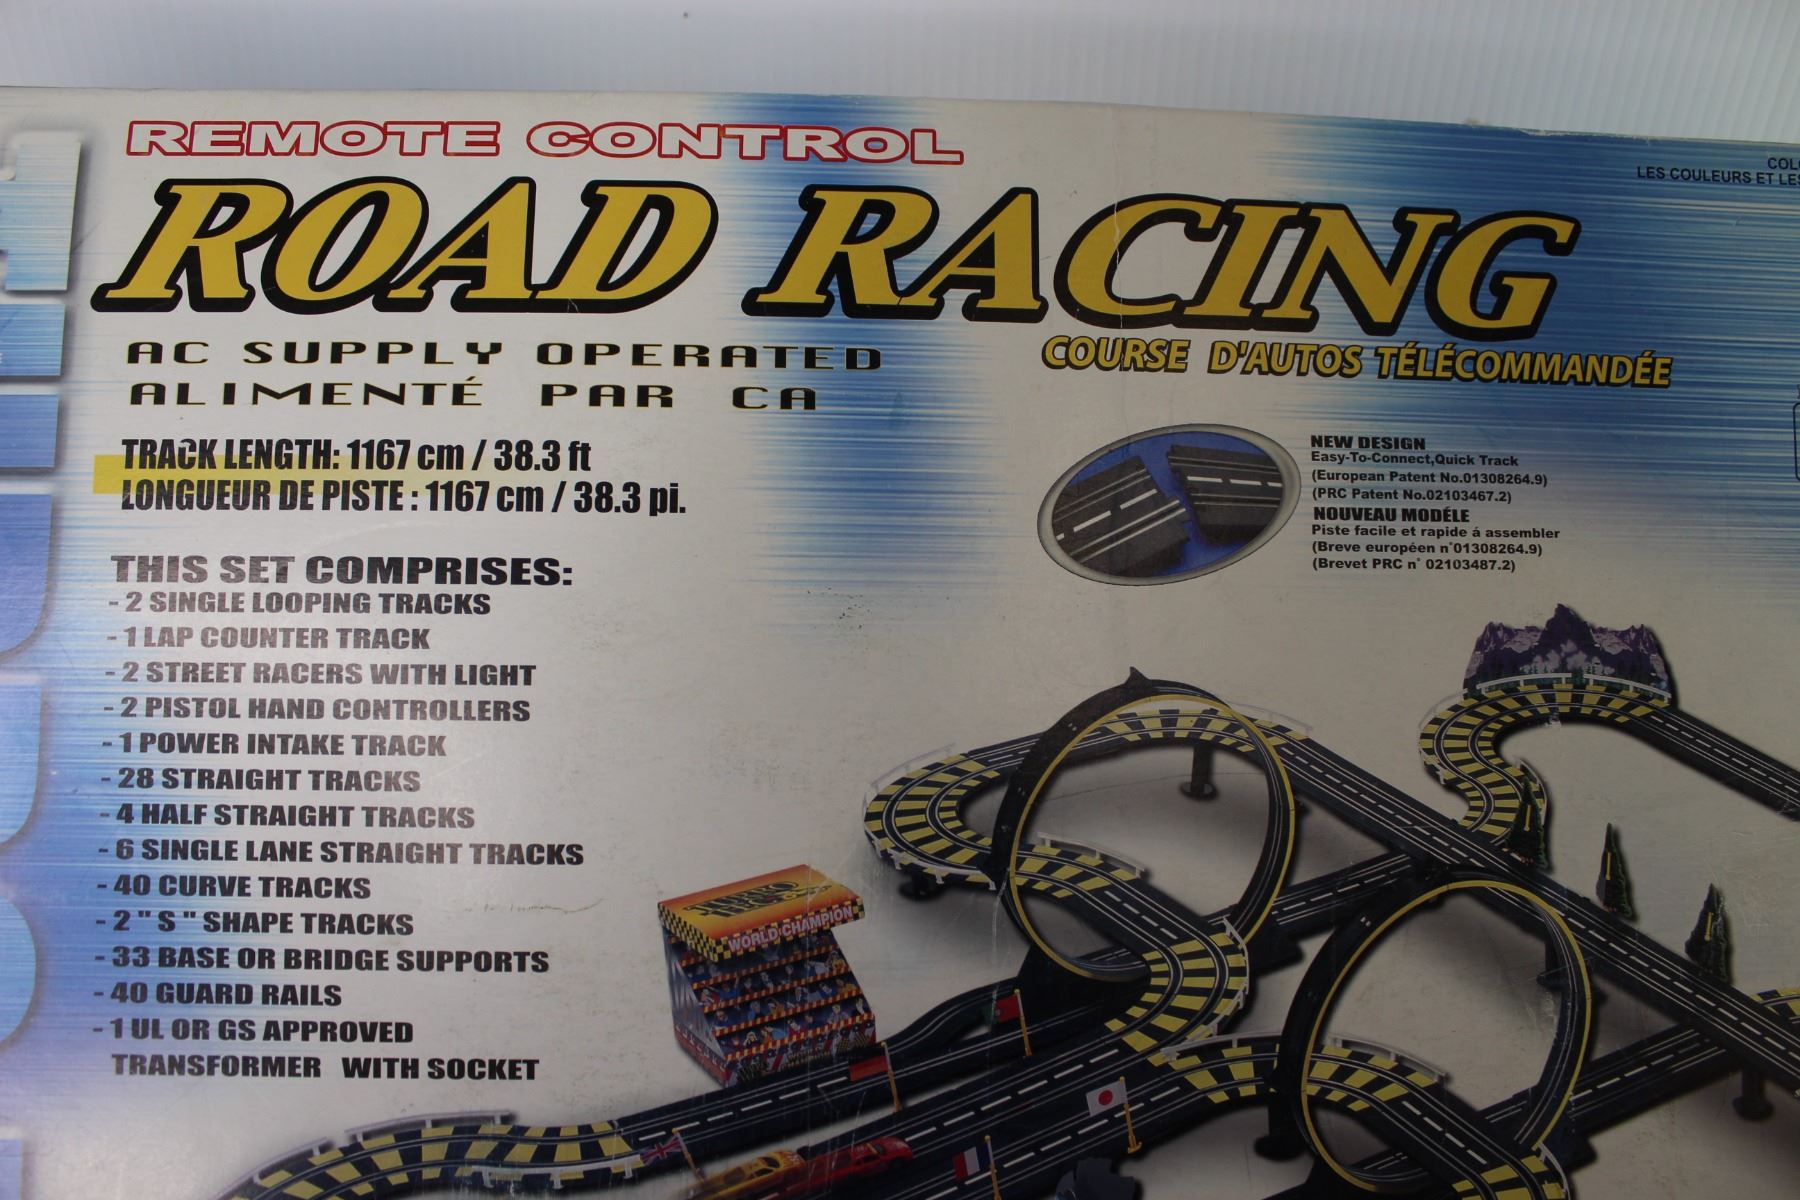 REMOTE CONTROL
ROAD RACING
COURSE D'AUTOS TÉLÉCOMMANDÉE
AC SUPPLY OPERATED
ALIMENTÉ PAR CA
TRACK LENGTH: 1167 cm / 38.3 ft
LONGUEUR DE PISTE : 1167 cm / 38.3 pi.
THIS SET COMPRISES:
- 2 SINGLE LOOPING TRACKS
- 1 LAP COUNTER TRACK
- 2 STREET RACERS WITH LIGHT
- 2 PISTOL HAND CONTROLLERS
- 1 POWER INTAKE TRACK
- 28 STRAIGHT TRACKS
- 4 HALF STRAIGHT TRACKS
- 6 SINGLE LANE STRAIGHT TRACKS
- 40 CURVE TRACKS
- 2 " S " SHAPE TRACKS
- 33 BASE OR BRIDGE SUPPORTS
- 40 GUARD RAILS
- 1 UL OR GS APPROVED
TRANSFORMER WITH SOCKET
NEW DESIGN
Easy-To-Connect,Quick Track
(European Patent No.01308264.9)
(PRC Patent No.02103467.2)
NOUVEAU MODÉLE
Piste facile et rapide á assembler
(Breve européen n°01308264.9)
(Brevet PRC n° 02103487.2)
COL
LES COULEURS ET LES
WORLD CHAMPION